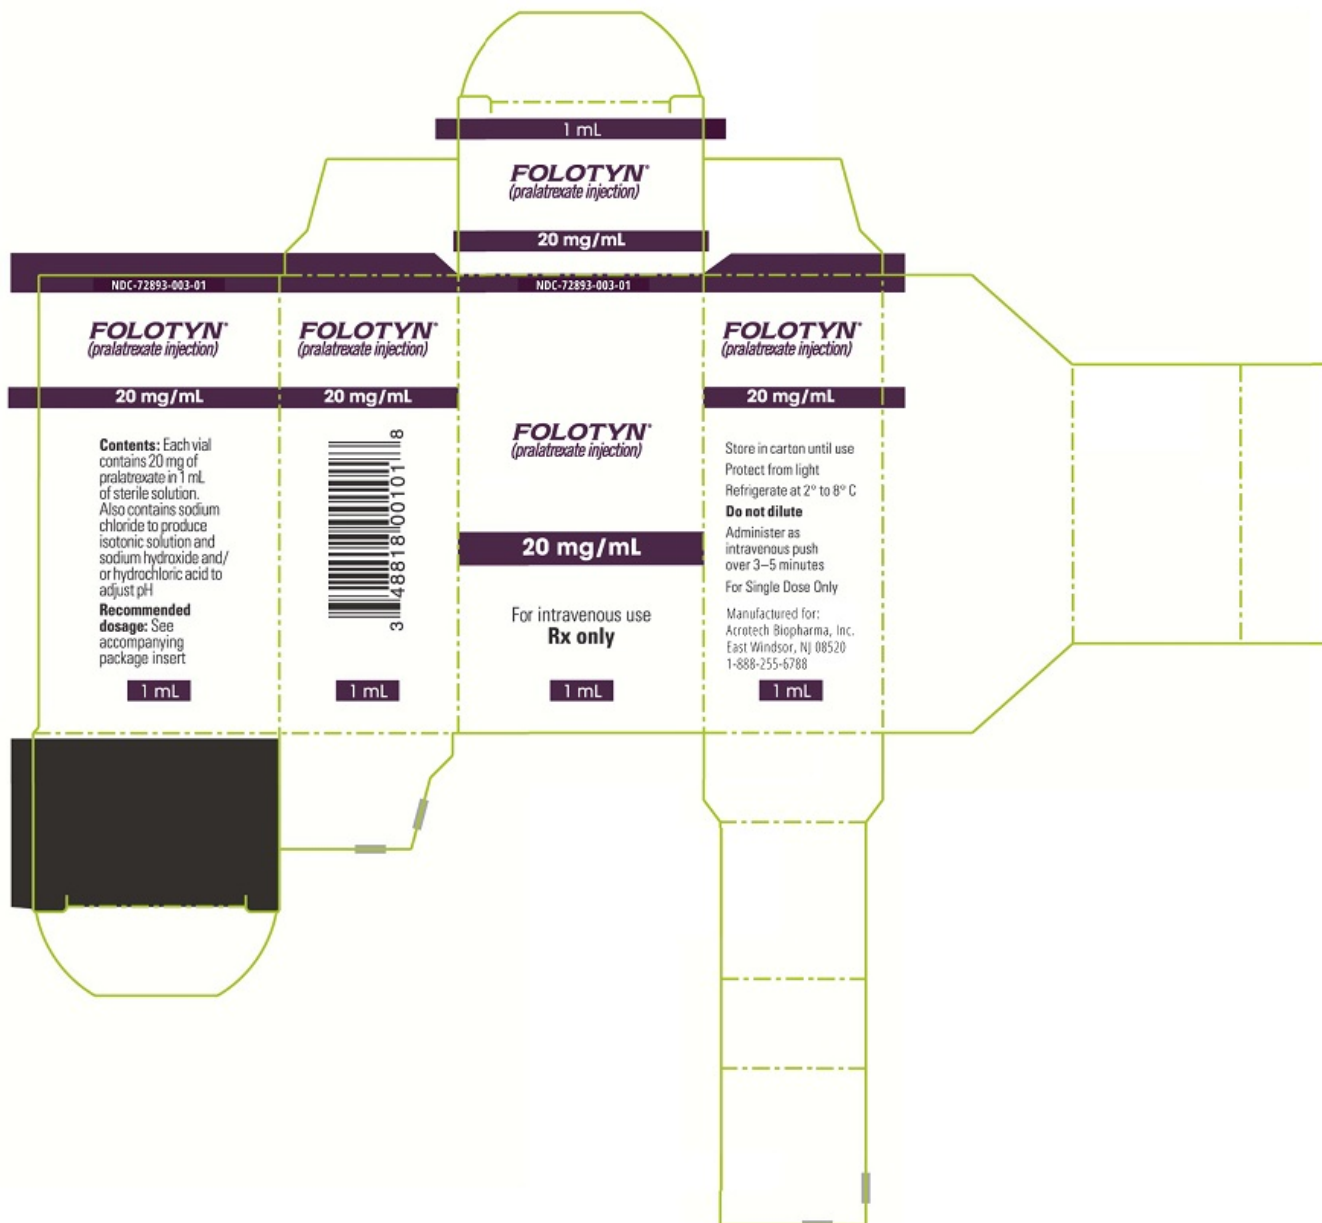 1 mL
FOLOTYN®
(pralatrexate injection)
20 mg/mL
NDC-72893-003-01
FOLOTYN®
(pralatrexate injection)
20 mg/mL
Contents: Each vial
contains 20 mg of
pralatrexate in 1 mL
of sterile solution.
Also contains sodium
chloride to produce
isotonic solution and
sodium hydroxide and/
or hydrochloric acid to
adjust pH
Recommended
dosage: See
accompanying
package insert
1 mL
FOLOTYN®
(pralatrexate injection)
20 mg/mL
3 48818 00101 8
1 mL
NDC-72893-003-01
FOLOTYN®
(pralatrexate injection)
20 mg/mL
For intravenous use
Rx only
1 mL
FOLOTYN®
(pralatrexate injection)
20 mg/mL
Store in carton until use
Protect from light
Refrigerate at 2° to 8° C
Do not dilute
Administer as
intravenous push
over 3–5 minutes
For Single Dose Only
Manufactured for:
Acrotech Biopharma, Inc.
East Windsor, NJ 08520
1-888-255-6788
1 mL